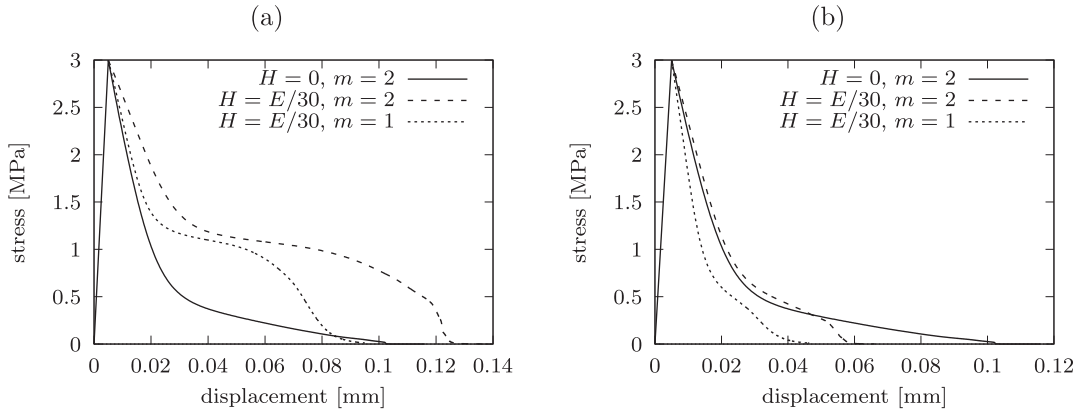 (a)
3
2.5
2
1.5
1
0.5
0
stress [MPa]
H = 0, m = 2
H = E/30, m = 2
H = E/30, m = 1
0 0.02 0.04 0.06 0.08 0.1 0.12 0.14
displacement [mm]
(b)
3
2.5
2
1.5
1
0.5
0
stress [MPa]
H = 0, m = 2
H = E/30, m = 2
H = E/30, m = 1
0 0.02 0.04 0.06 0.08 0.1 0.12
displacement [mm]